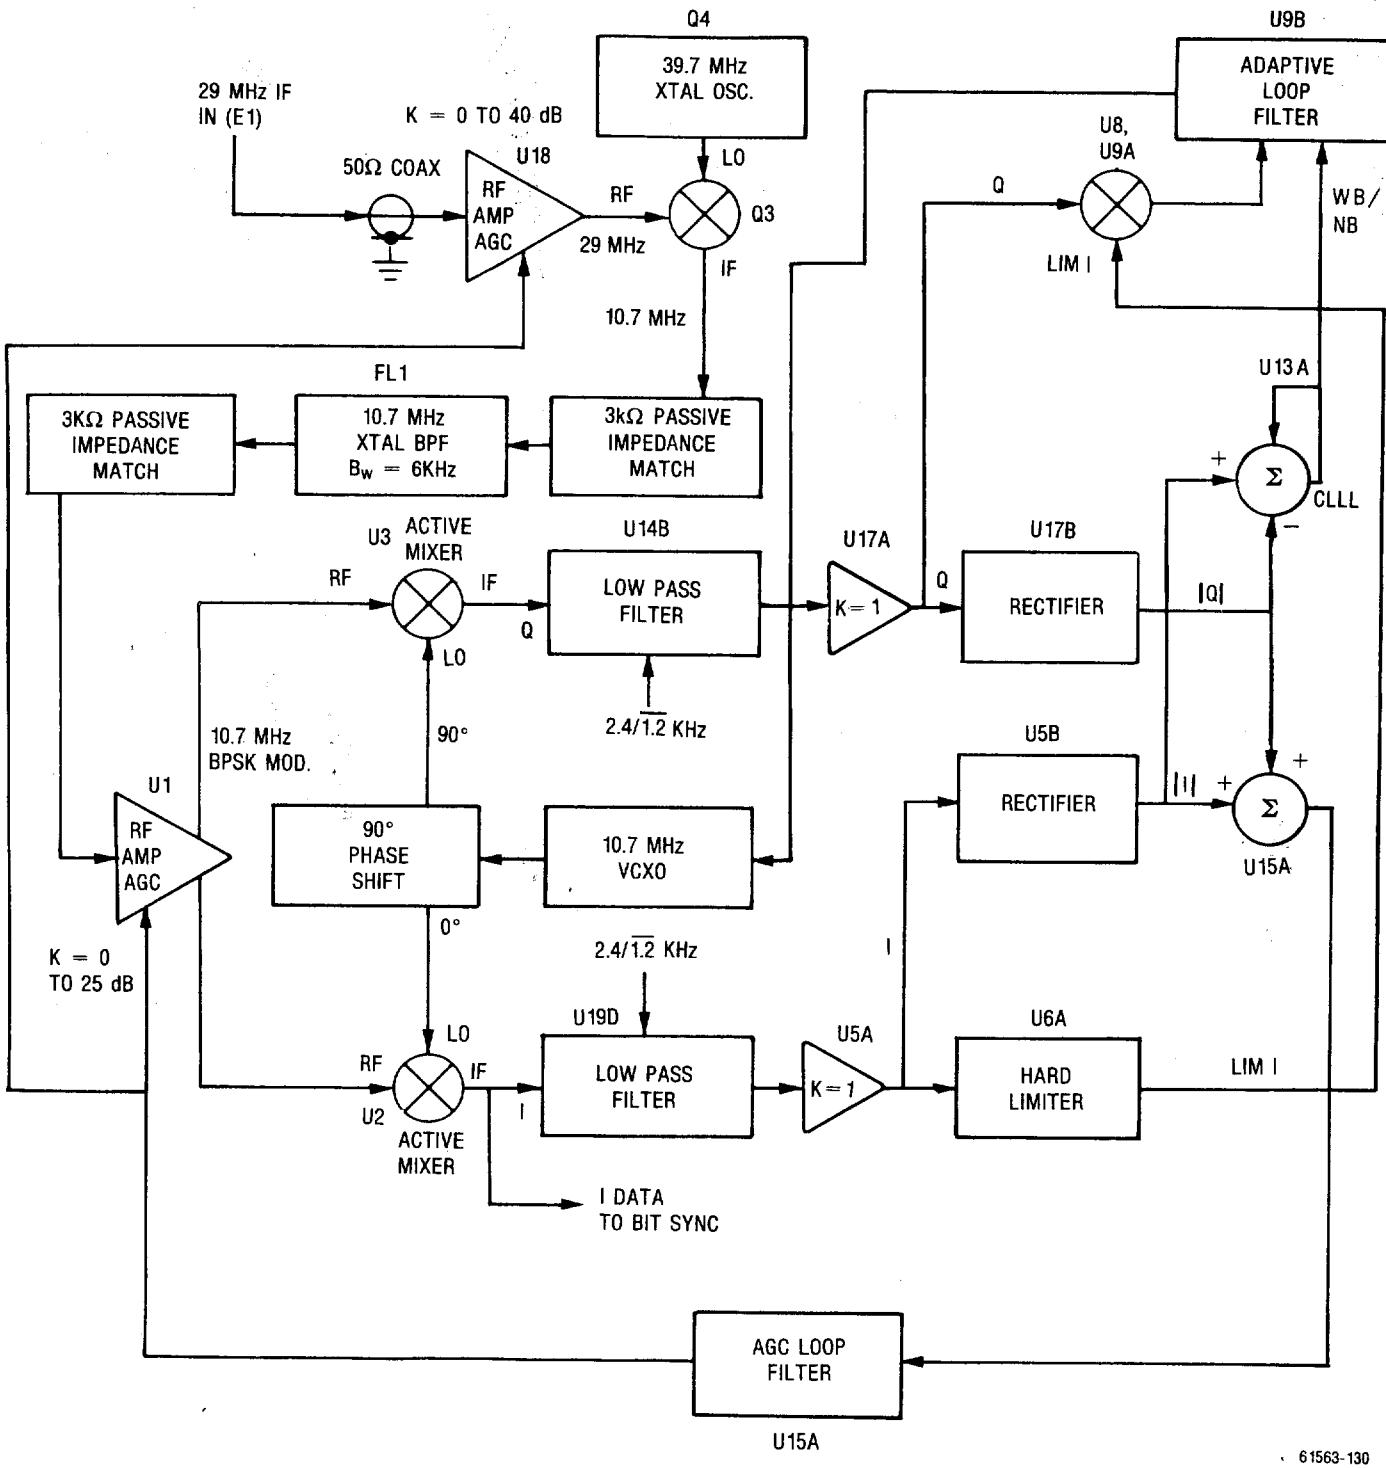 Q4
39.7 MHz
XTAL OSC.
U9B
ADAPTIVE
LOOP
FILTER
29 MHz IF
IN (E1)
K = 0 TO 40 dB
U18
50Ω COAX
RF
AMP
AGC
RF
29 MHz
LO
Q3
IF
10.7 MHz
U8,
U9A
Q
LIM I
WB/
NB
FL1
3KΩ PASSIVE
IMPEDANCE
MATCH
10.7 MHz
XTAL BPF
Bw = 6KHz
3kΩ PASSIVE
IMPEDANCE
MATCH
U13A
+
Σ
CLLL
−
U3
ACTIVE
MIXER
RF
IF
Q
LO
U14B
LOW PASS
FILTER
2.4/1.2 KHz
U17A
K = 1
Q
U17B
RECTIFIER
|Q|
10.7 MHz
BPSK MOD.
90°
U1
RF
AMP
AGC
K = 0
TO 25 dB
90°
PHASE
SHIFT
0°
10.7 MHz
VCXO
U5B
RECTIFIER
|I|
+
+
Σ
U15A
2.4/1.2 KHz
I
LO
RF
IF
U2
ACTIVE
MIXER
I
U19D
LOW PASS
FILTER
U5A
K = 1
U6A
HARD
LIMITER
LIM I
I DATA
TO BIT SYNC
AGC LOOP
FILTER
U15A
61563-130